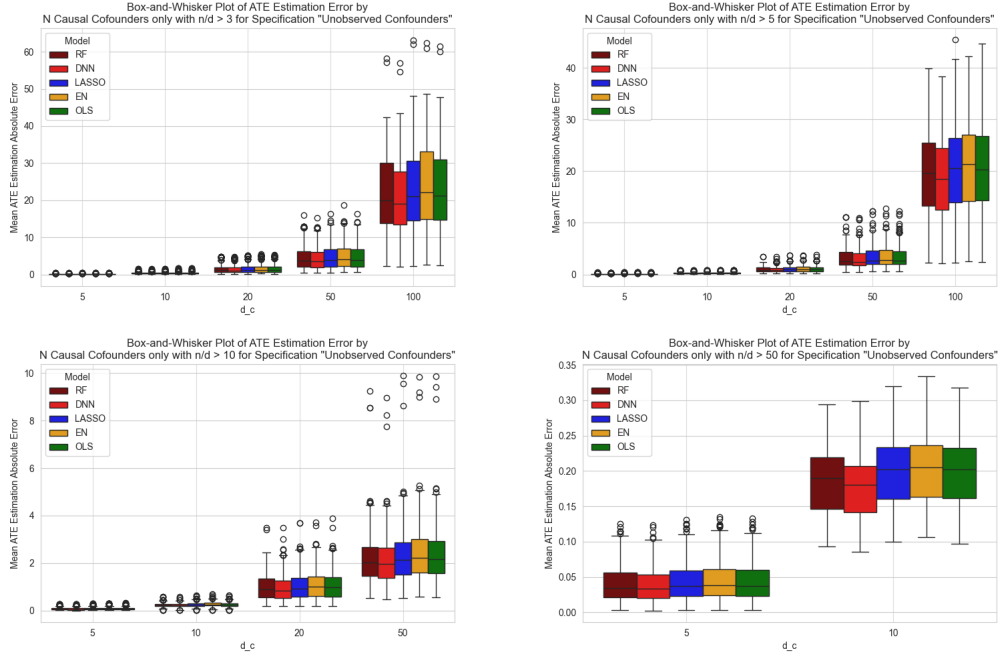 Box-and-Whisker Plot of ATE Estimation Error by
N Causal Cofounders only with n/d > 3 for Specification "Unobserved Confounders"
Model
RF
DNN
LASSO
EN
OLS
Mean ATE Estimation Absolute Error
60
50
40
30
20
10
0
5
10
20
50
100
d_c
Box-and-Whisker Plot of ATE Estimation Error by
N Causal Cofounders only with n/d > 5 for Specification "Unobserved Confounders"
Model
RF
DNN
LASSO
EN
OLS
Mean ATE Estimation Absolute Error
40
30
20
10
0
5
10
20
50
100
d_c
Box-and-Whisker Plot of ATE Estimation Error by
N Causal Cofounders only with n/d > 10 for Specification "Unobserved Confounders"
Model
RF
DNN
LASSO
EN
OLS
Mean ATE Estimation Absolute Error
10
8
6
4
2
0
5
10
20
50
d_c
Box-and-Whisker Plot of ATE Estimation Error by
N Causal Cofounders only with n/d > 50 for Specification "Unobserved Confounders"
Model
RF
DNN
LASSO
EN
OLS
Mean ATE Estimation Absolute Error
0.35
0.30
0.25
0.20
0.15
0.10
0.05
0.00
5
10
d_c